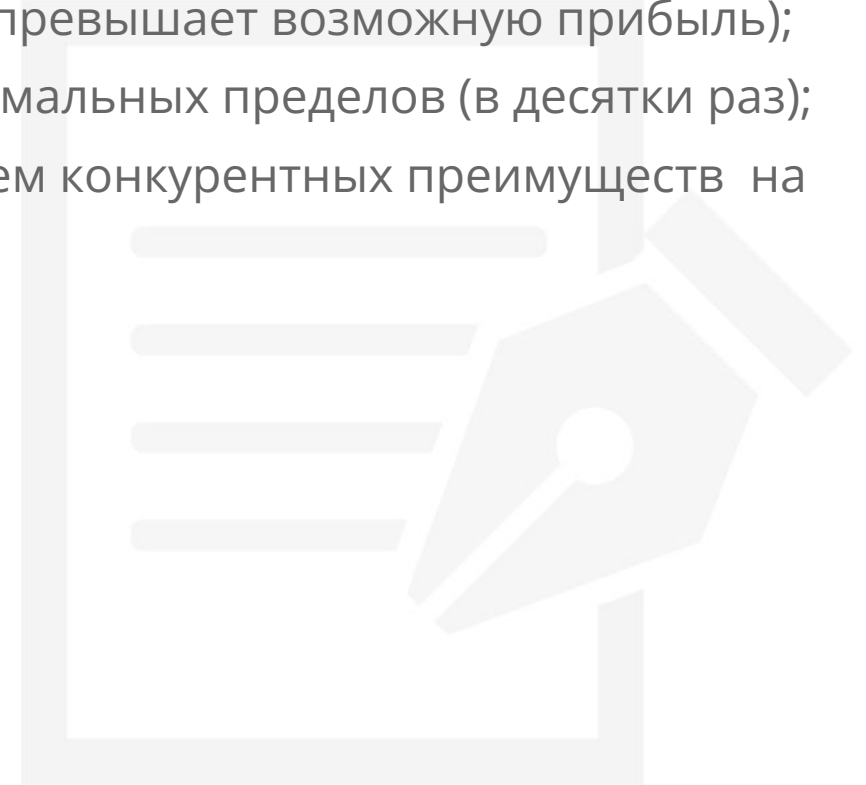 превышает возможную прибыль);
мальных пределов (в десятки раз);
ем конкурентных преимуществ на